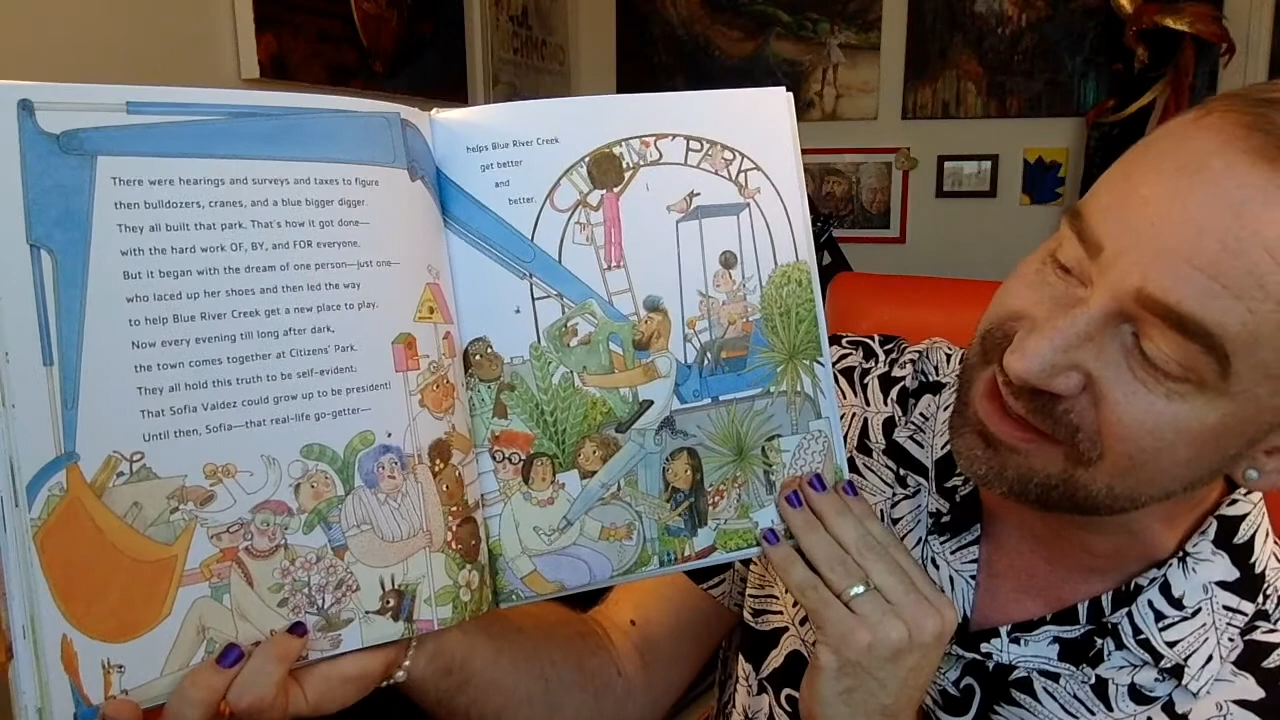 There were hearings and surveys and taxes to figure
then bulldozers, cranes, and a blue bigger digger.
They all built that park. That's how it got done—
with the hard work OF, BY, and FOR everyone.
But it began with the dream of one person—just one—
who laced up her shoes and then led the way
to help Blue River Creek get a new place to play.
Now every evening till long after dark,
the town comes together at Citizens' Park.
They all hold this truth to be self-evident:
That Sofia Valdez could grow up to be president!
Until then, Sofia—that real-life go-getter—
helps Blue River Creek
get better
and
better.
PARK